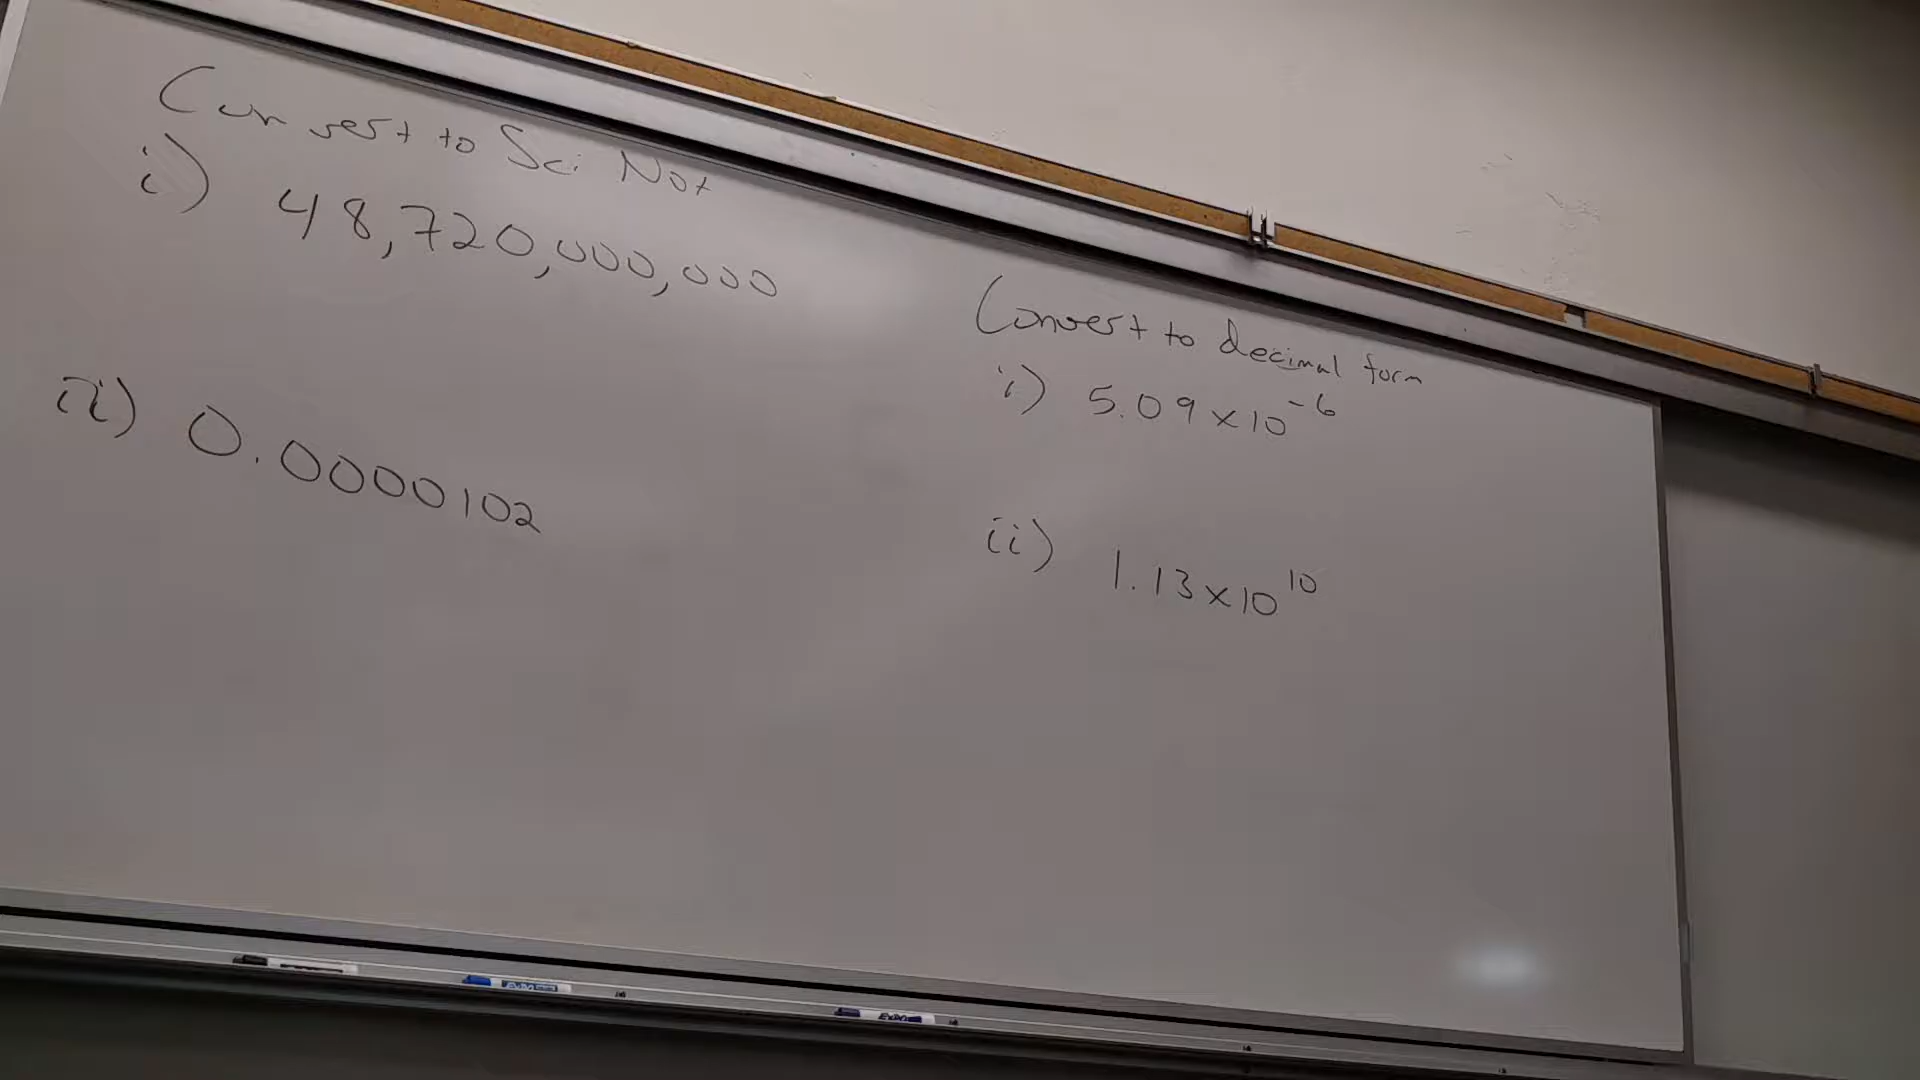 Convert to Sci Not
i) 48,720,000,000
ii) 0.0000102
Convert to decimal form
i) 5.09 x 10⁻⁶
ii) 1.13 x 10¹⁰
EXPO